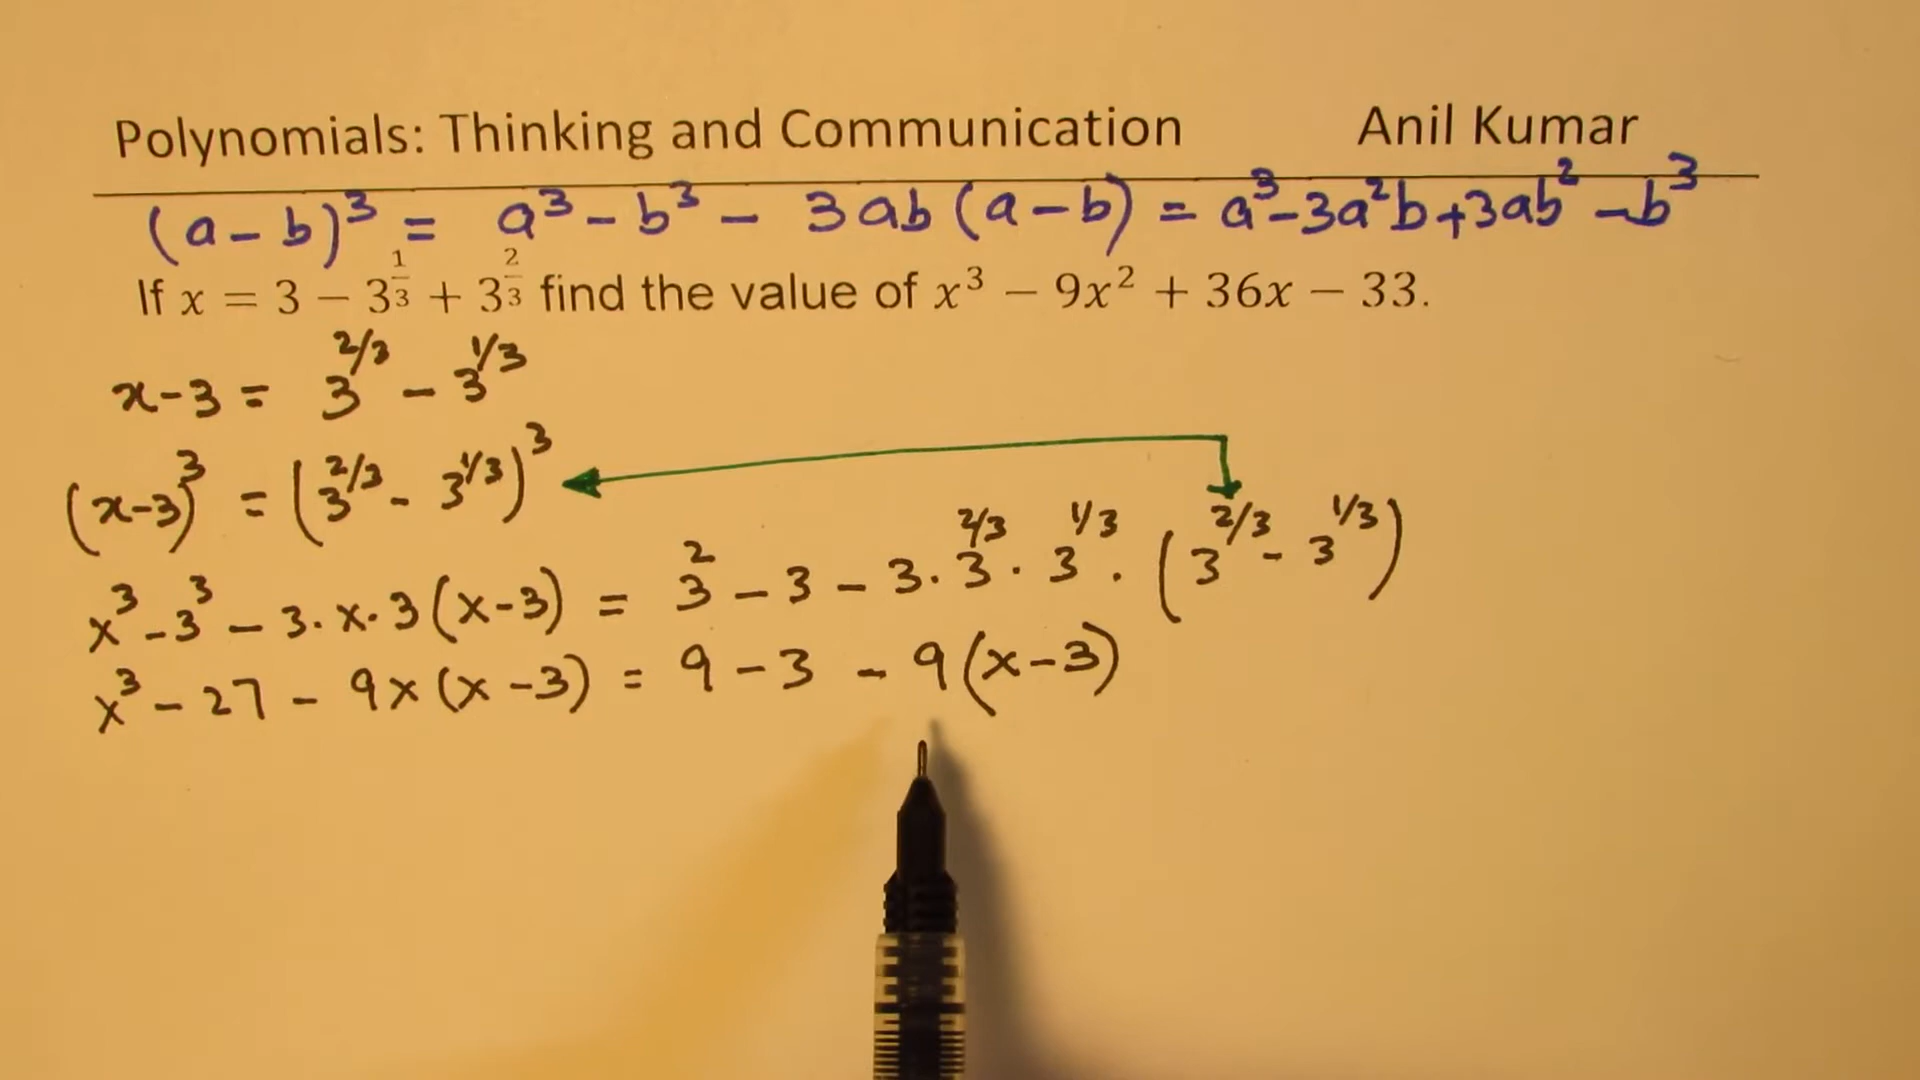 Polynomials: Thinking and Communication Anil Kumar
(a - b)³ = a³ - b³ - 3ab(a - b) = a³ - 3a²b + 3ab² - b³
If x = 3 − 3^(1/3) + 3^(2/3) find the value of x³ − 9x² + 36x − 33.
x - 3 = 3^(2/3) - 3^(1/3)
(x - 3)³ = (3^(2/3) - 3^(1/3))³
x³ - 3³ - 3·x·3(x - 3) = 3² - 3 - 3·3^(2/3)·3^(1/3)·(3^(2/3) - 3^(1/3))
x³ - 27 - 9x(x - 3) = 9 - 3 - 9(x - 3)